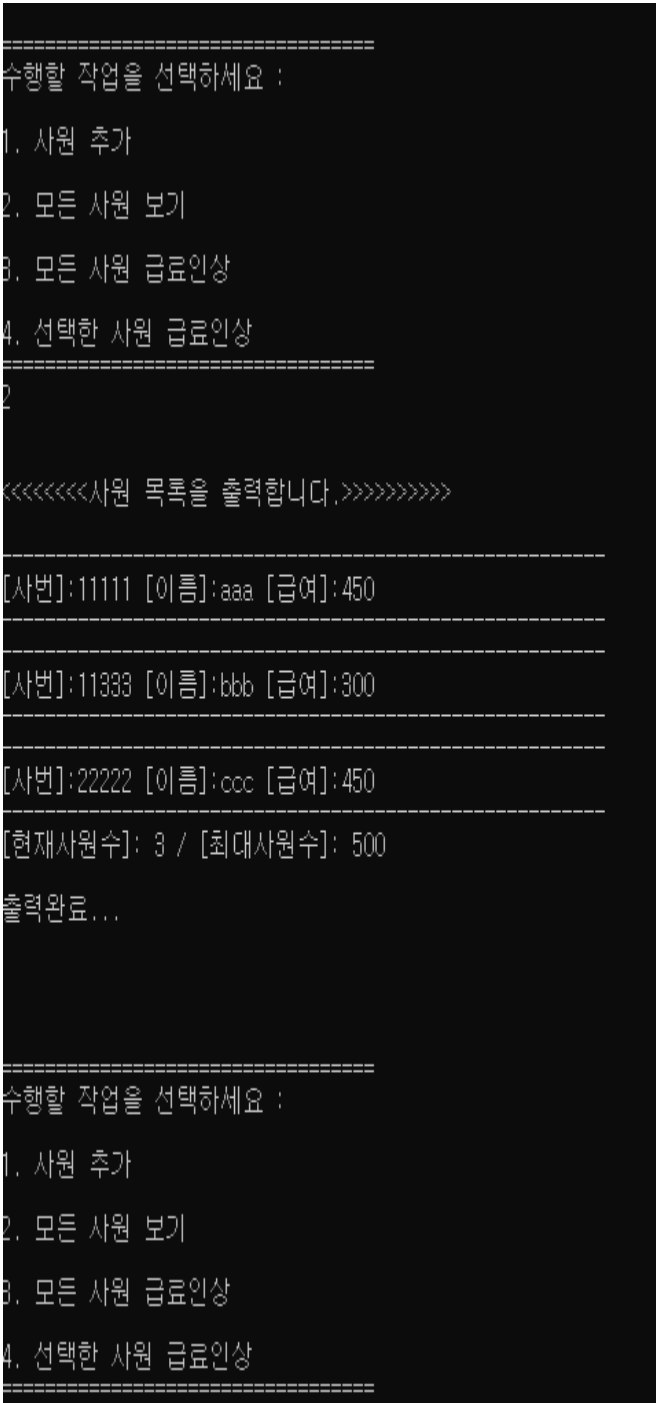 ================================
수행할 작업을 선택하세요 :
1. 사원 추가
2. 모든 사원 보기
3. 모든 사원 급료인상
4. 선택한 사원 급료인상
================================
2
<<<<<<<<사원 목록을 출력합니다.>>>>>>>>>>
----------------------------------------------------
[사번]:11111 [이름]:aaa [급여]:450
----------------------------------------------------
----------------------------------------------------
[사번]:11333 [이름]:bbb [급여]:300
----------------------------------------------------
----------------------------------------------------
[사번]:22222 [이름]:ccc [급여]:450
----------------------------------------------------
[현재사원수]: 3 / [최대사원수]: 500
출력완료...
================================
수행할 작업을 선택하세요 :
1. 사원 추가
2. 모든 사원 보기
3. 모든 사원 급료인상
4. 선택한 사원 급료인상
================================